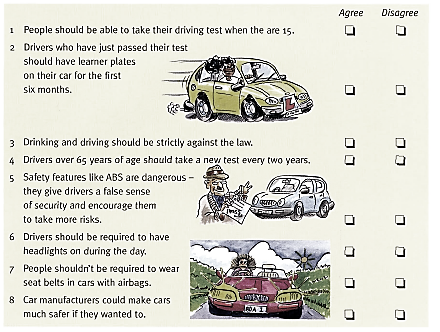 Agree Disagree
1 People should be able to take their driving test when the are 15.
2 Drivers who have just passed their test
should have learner plates
on their car for the first
six months.
L
3 Drinking and driving should be strictly against the law.
4 Drivers over 65 years of age should take a new test every two years.
5 Safety features like ABS are dangerous –
they give drivers a false sense
of security and encourage them
to take more risks.
6 Drivers should be required to have
headlights on during the day.
7 People shouldn't be required to wear
seat belts in cars with airbags.
8 Car manufacturers could make cars
much safer if they wanted to.